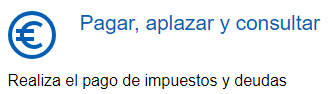 Pagar, aplazar y consultar
Realiza el pago de impuestos y deudas